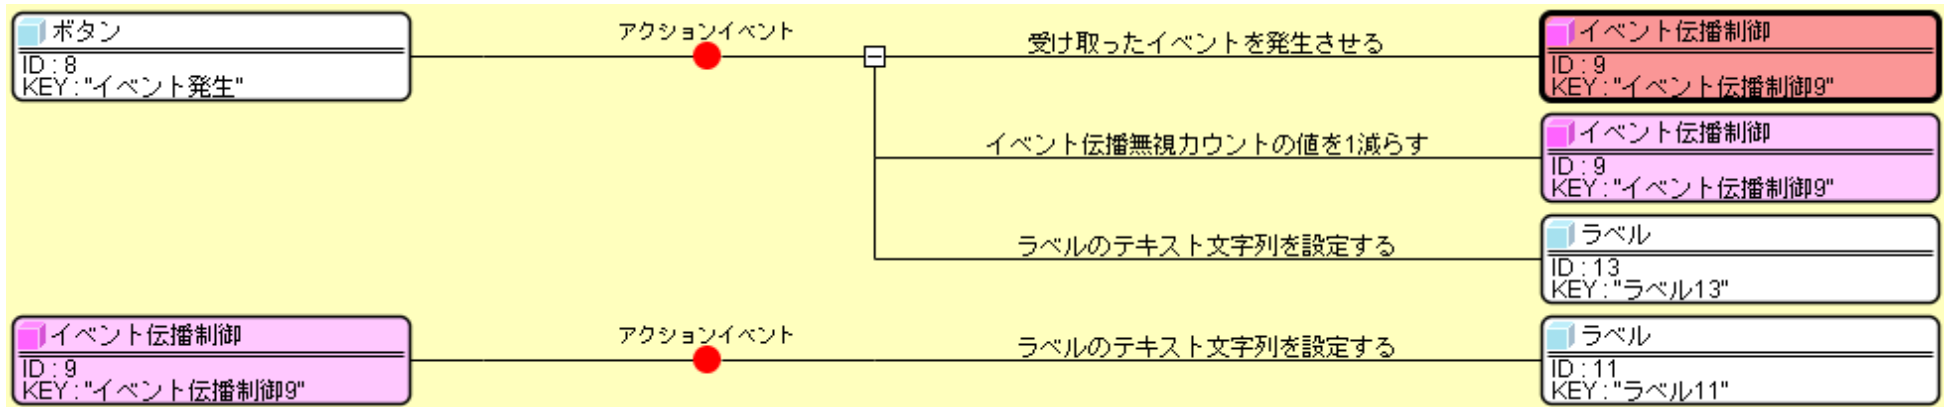 ボタン
ID : 8
KEY : "イベント発生"
アクションイベント
受け取ったイベントを発生させる
イベント伝播制御
ID : 9
KEY : "イベント伝播制御9"
イベント伝播無視カウントの値を1減らす
イベント伝播制御
ID : 9
KEY : "イベント伝播制御9"
ラベルのテキスト文字列を設定する
ラベル
ID : 13
KEY : "ラベル13"
イベント伝播制御
ID : 9
KEY : "イベント伝播制御9"
アクションイベント
ラベルのテキスト文字列を設定する
ラベル
ID : 11
KEY : "ラベル11"